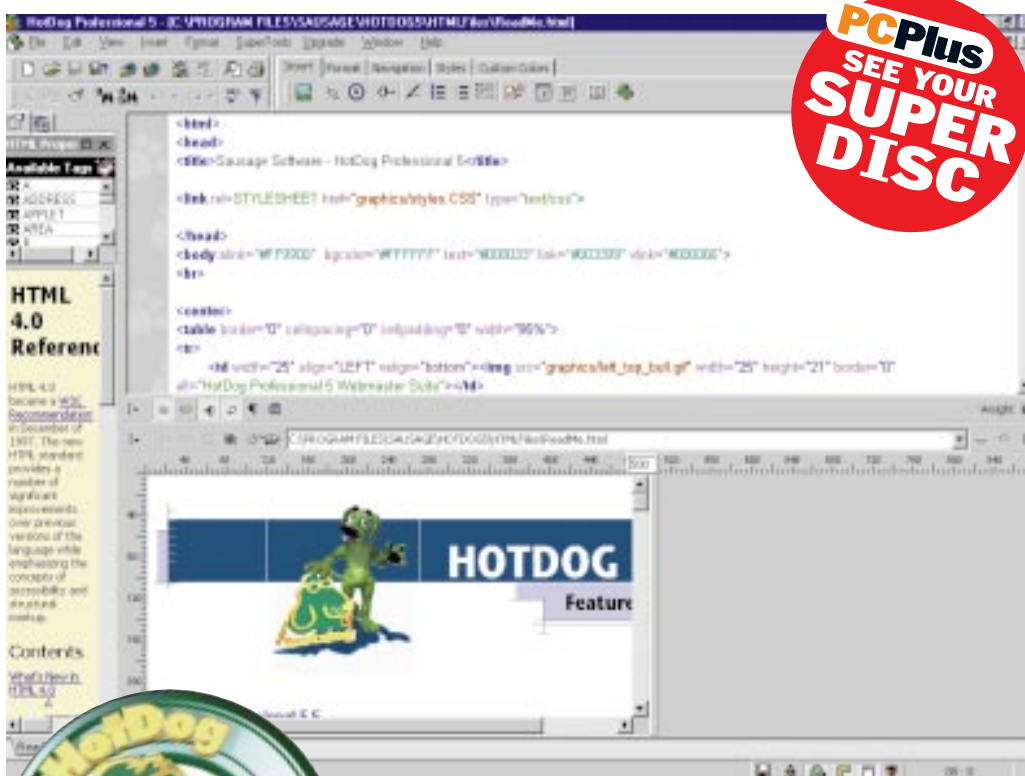 HotDog Professional 5 - [C:\PROGRAM FILES\SAUSAGE\HOTDOG5\HTMLFiles\ReadMe.html]
File Edit View Insert Format SuperTools Upgrade Window Help
PCPlus
SEE YOUR
SUPER
DISC
Insert Format Navigation Styles Custom Colors
Available Tags
A
ADDRESS
APPLET
AREA
B
<html>
<head>
<title>Sausage Software - HotDog Professional 5</title>
<link rel=STYLESHEET href="graphics/styles.CSS" type="text/css">
</head>
<body alink="#FF9900" bgcolor="#FFFFFF" text="#000033" link="#003399" vlink="#000066">
<br>
<center>
<table border="0" cellspacing="0" cellpadding="0" width="95%">
<tr>
<td width="25" align="LEFT" valign="bottom"><img src="graphics/left_top_bull.gif" width="25" height="21" border="0"
alt="HotDog Professional 5 Webmaster Suite"></td>
HTML
4.0
Referenc
HTML 4.0
became a W3C
Recommendation
in December of
1997. The new
HTML standard
provides a
number of
significant
improvements
over previous
versions of the
language while
emphasizing the
concepts of
accessibility and
structural
markup.
Contents
What's New in
HTML 4.0
Weight
C:\PROGRAM FILES\SAUSAGE\HOTDOG5\HTMLFiles\ReadMe.html
500
HOTDOG
Feature
HotDog